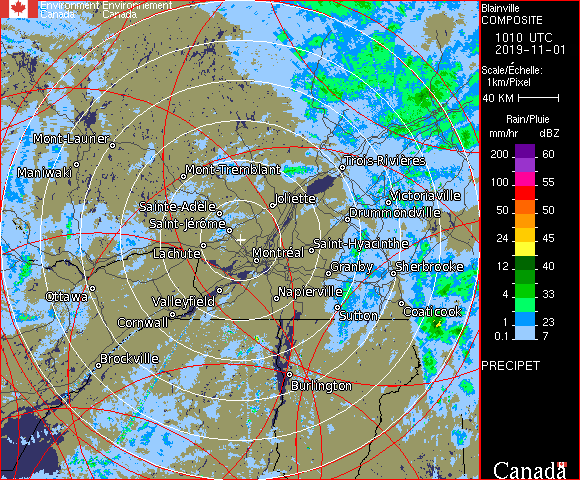 Environment Environnement
Canada Canada
Mont-Laurier
Maniwaki
Mont-Tremblant
Trois-Rivières
Joliette
Victoriaville
Sainte-Adèle
Drummondville
Saint-Jérôme
Saint-Hyacinthe
Lachute
Montréal
Granby
Sherbrooke
Ottawa
Napierville
Valleyfield
Coaticook
Cornwall
Sutton
Brockville
Burlington
Blainville
COMPOSITE
1010 UTC
2019-11-01
Scale/Échelle:
1km/Pixel
40 KM
Rain/Pluie
mm/hr dBZ
200 60
100 55
50 50
24 45
12 40
4 33
1 23
0.1 7
PRECIPET
Canada